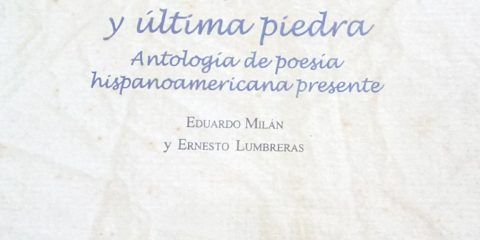 y última piedra
Antología de poesía
hispanoamericana presente
EDUARDO MILÁN
y ERNESTO LUMBRERAS